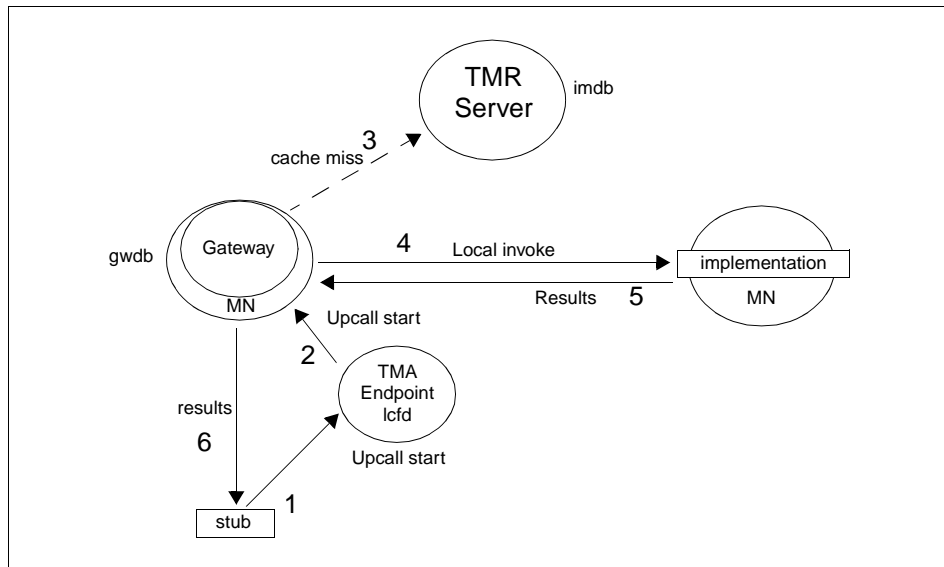 TMR
Server
imdb
3
cache miss
Gateway
gwdb
MN
4
Local invoke
implementation
Results
5
MN
Upcall start
2
TMA
Endpoint
lcfd
results
6
Upcall start
1
stub